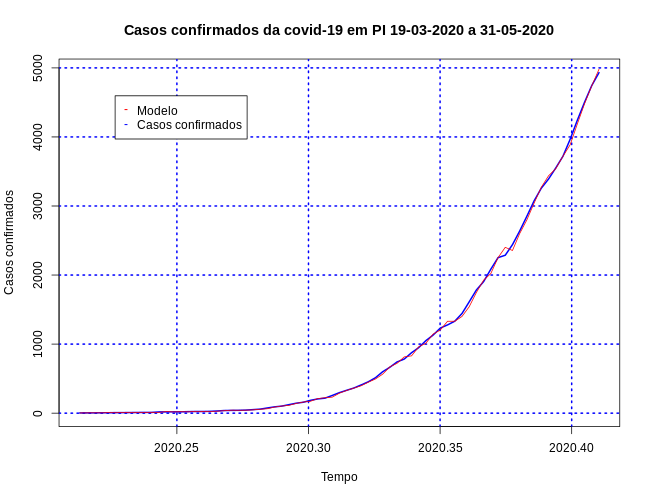 Casos confirmados da covid-19 em PI 19-03-2020 a 31-05-2020
Casos confirmados
5000
4000
3000
2000
1000
0
- Modelo
- Casos confirmados
2020.25 2020.30 2020.35 2020.40
Tempo